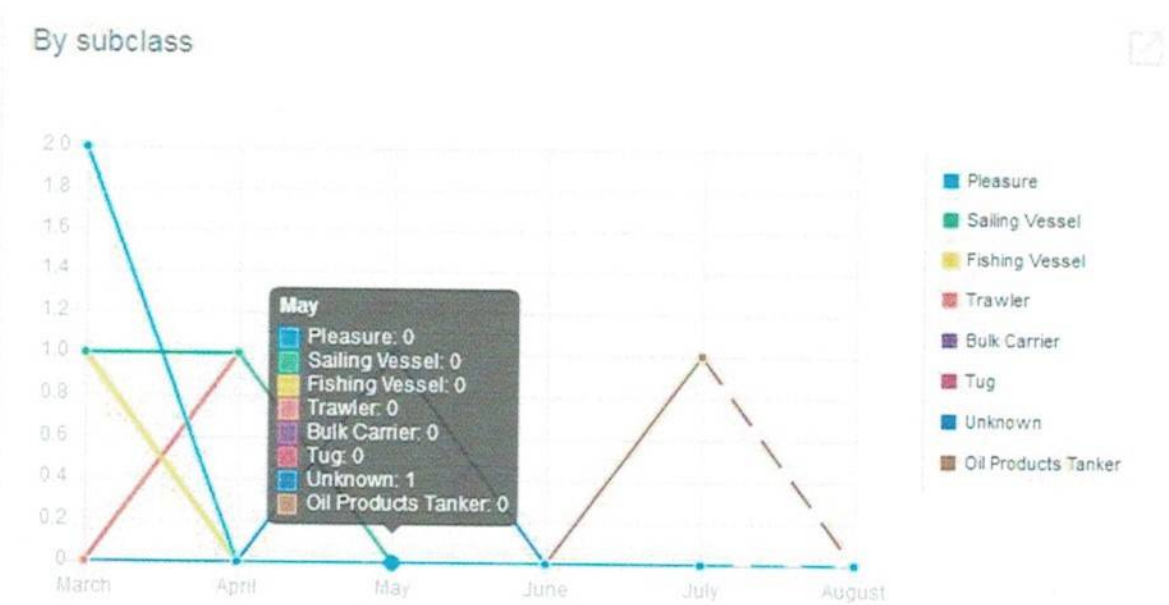 By subclass
2.0
1.8
1.6
1.4
1.2
1.0
0.8
0.6
0.4
0.2
0
March April May June July August
May
Pleasure: 0
Sailing Vessel: 0
Fishing Vessel: 0
Trawler: 0
Bulk Carrier: 0
Tug: 0
Unknown: 1
Oil Products Tanker: 0
Pleasure
Sailing Vessel
Fishing Vessel
Trawler
Bulk Carrier
Tug
Unknown
Oil Products Tanker